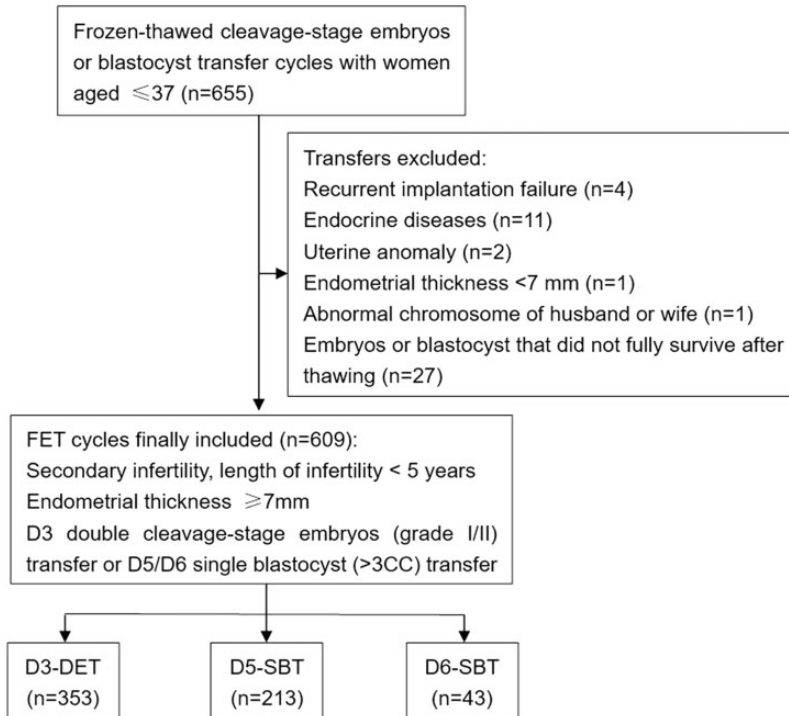 Frozen-thawed cleavage-stage embryos
or blastocyst transfer cycles with women
aged ≤37 (n=655)
Transfers excluded:
Recurrent implantation failure (n=4)
Endocrine diseases (n=11)
Uterine anomaly (n=2)
Endometrial thickness <7 mm (n=1)
Abnormal chromosome of husband or wife (n=1)
Embryos or blastocyst that did not fully survive after
thawing (n=27)
FET cycles finally included (n=609):
Secondary infertility, length of infertility < 5 years
Endometrial thickness ≥7mm
D3 double cleavage-stage embryos (grade I/II)
transfer or D5/D6 single blastocyst (>3CC) transfer
D3-DET
(n=353)
D5-SBT
(n=213)
D6-SBT
(n=43)